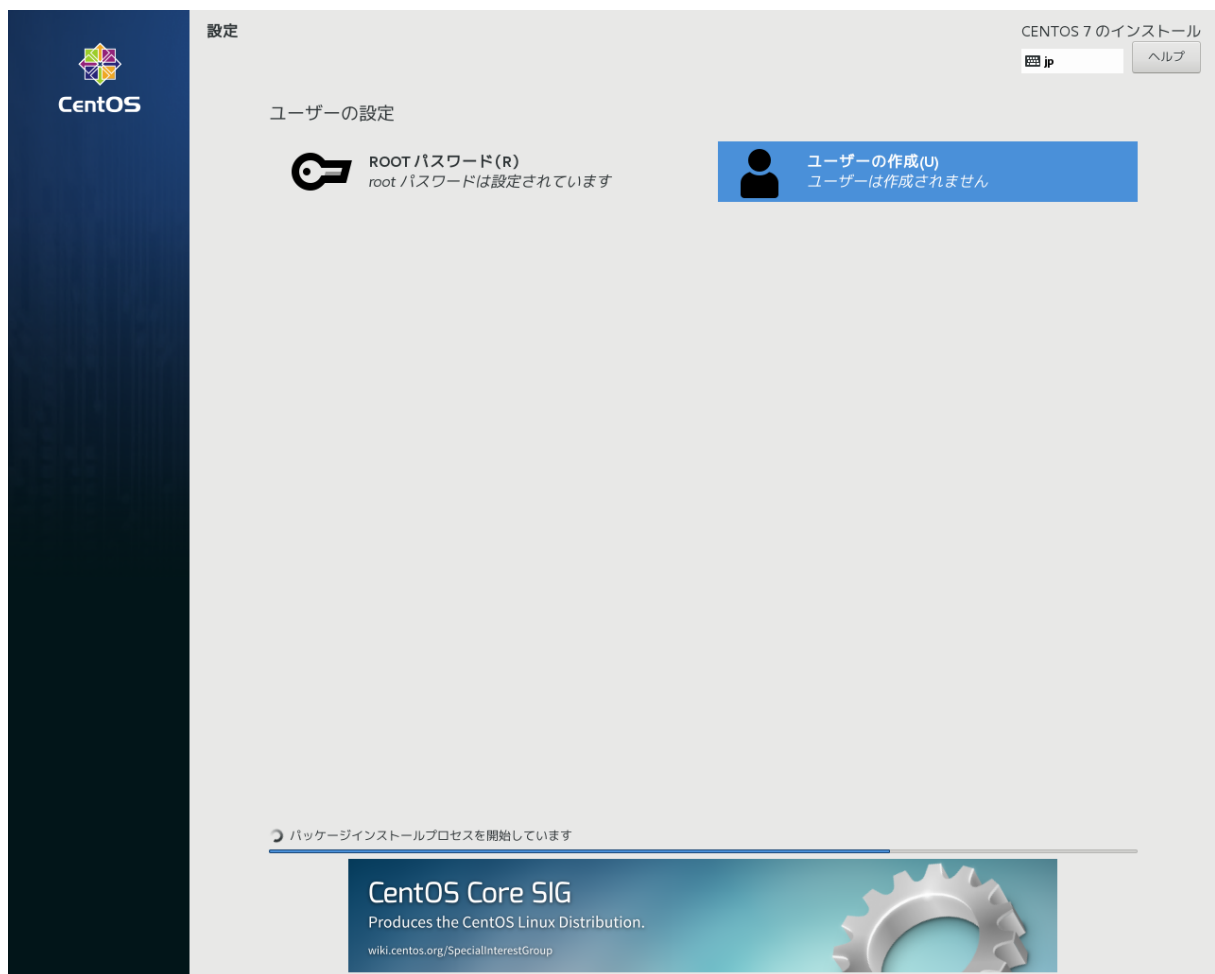 CentOS
設定
CENTOS 7 のインストール
jp
ヘルプ
ユーザーの設定
ROOT パスワード(R)
root パスワードは設定されています
ユーザーの作成(U)
ユーザーは作成されません
パッケージインストールプロセスを開始しています
CentOS Core SIG
Produces the CentOS Linux Distribution.
wiki.centos.org/SpecialInterestGroup